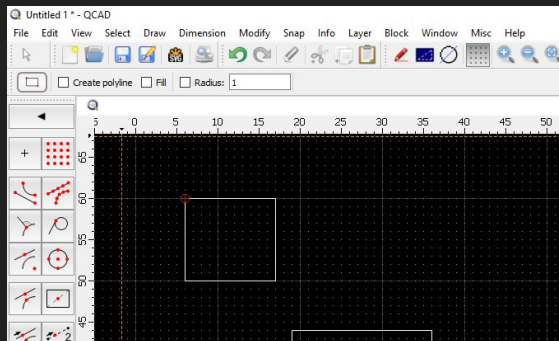 Untitled 1 * - QCAD
File Edit View Select Draw Dimension Modify Snap Info Layer Block Window Misc Help
SVG
Create polyline Fill Radius: 1
5 0 5 10 15 20 25 30 35 40 45 50
65
60
55
50
45
2